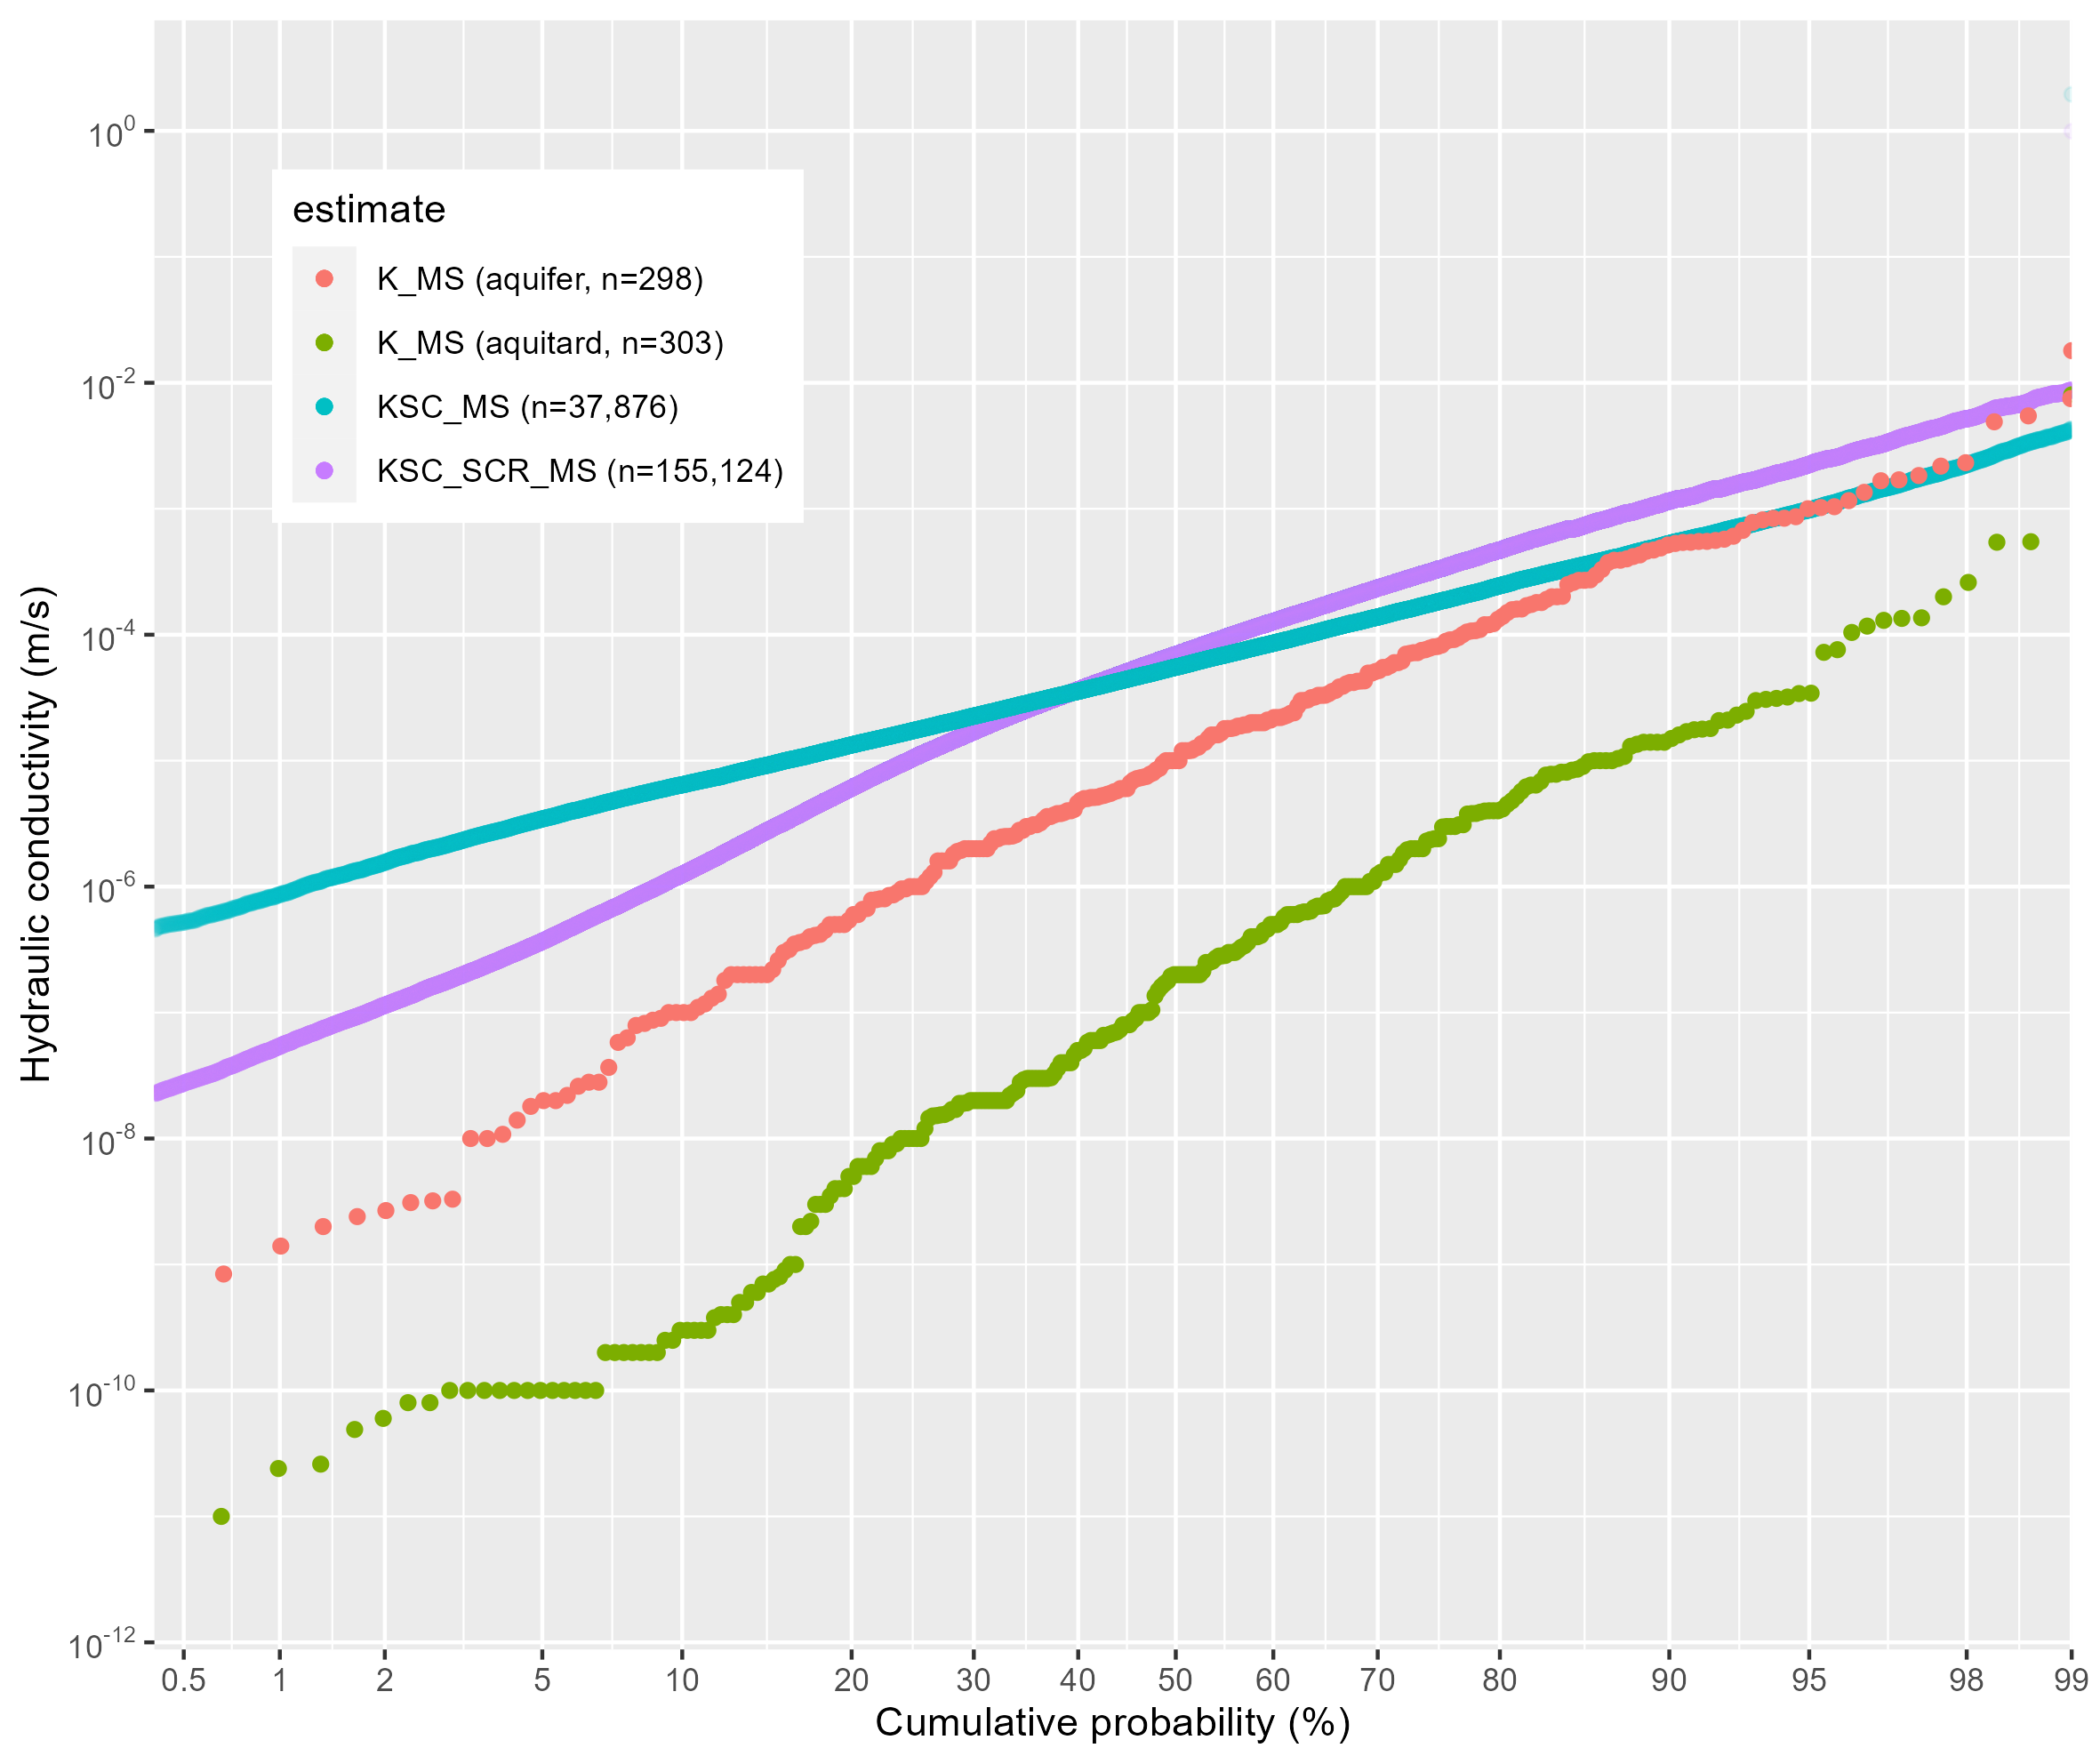 10^0
10^-2
10^-4
10^-6
10^-8
10^-10
10^-12
Hydraulic conductivity (m/s)
estimate
K_MS (aquifer, n=298)
K_MS (aquitard, n=303)
KSC_MS (n=37,876)
KSC_SCR_MS (n=155,124)
0.5 1 2 5 10 20 30 40 50 60 70 80 90 95 98 99
Cumulative probability (%)